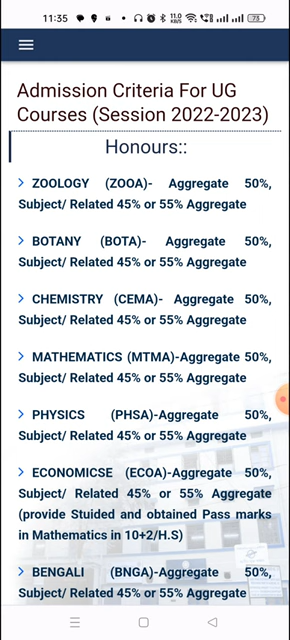 11:35 11.0 KB/S 73
Admission Criteria For UG
Courses (Session 2022-2023)
Honours::
> ZOOLOGY (ZOOA)- Aggregate 50%,
Subject/ Related 45% or 55% Aggregate
> BOTANY (BOTA)- Aggregate 50%,
Subject/ Related 45% or 55% Aggregate
> CHEMISTRY (CEMA)- Aggregate 50%,
Subject/ Related 45% or 55% Aggregate
> MATHEMATICS (MTMA)-Aggregate 50%,
Subject/ Related 45% or 55% Aggregate
> PHYSICS (PHSA)-Aggregate 50%,
Subject/ Related 45% or 55% Aggregate
> ECONOMICSE (ECOA)-Aggregate 50%,
Subject/ Related 45% or 55% Aggregate
(provide Stuided and obtained Pass marks
in Mathematics in 10+2/H.S)
> BENGALI (BNGA)-Aggregate 50%,
Subject/ Related 45% or 55% Aggregate